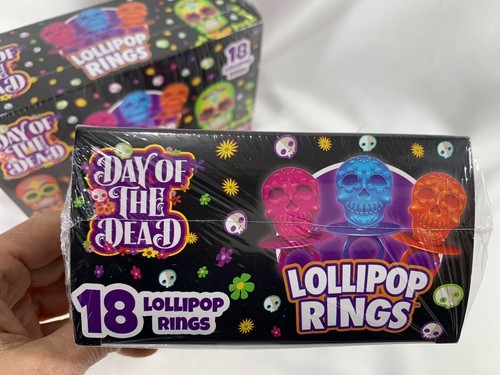 DAY OF
THE
DEAD
LOLLIPOP
RINGS
18 LOLLIPOP
RINGS
LOLLIPOP
RINGS
18
DAY OF
THE DEAD